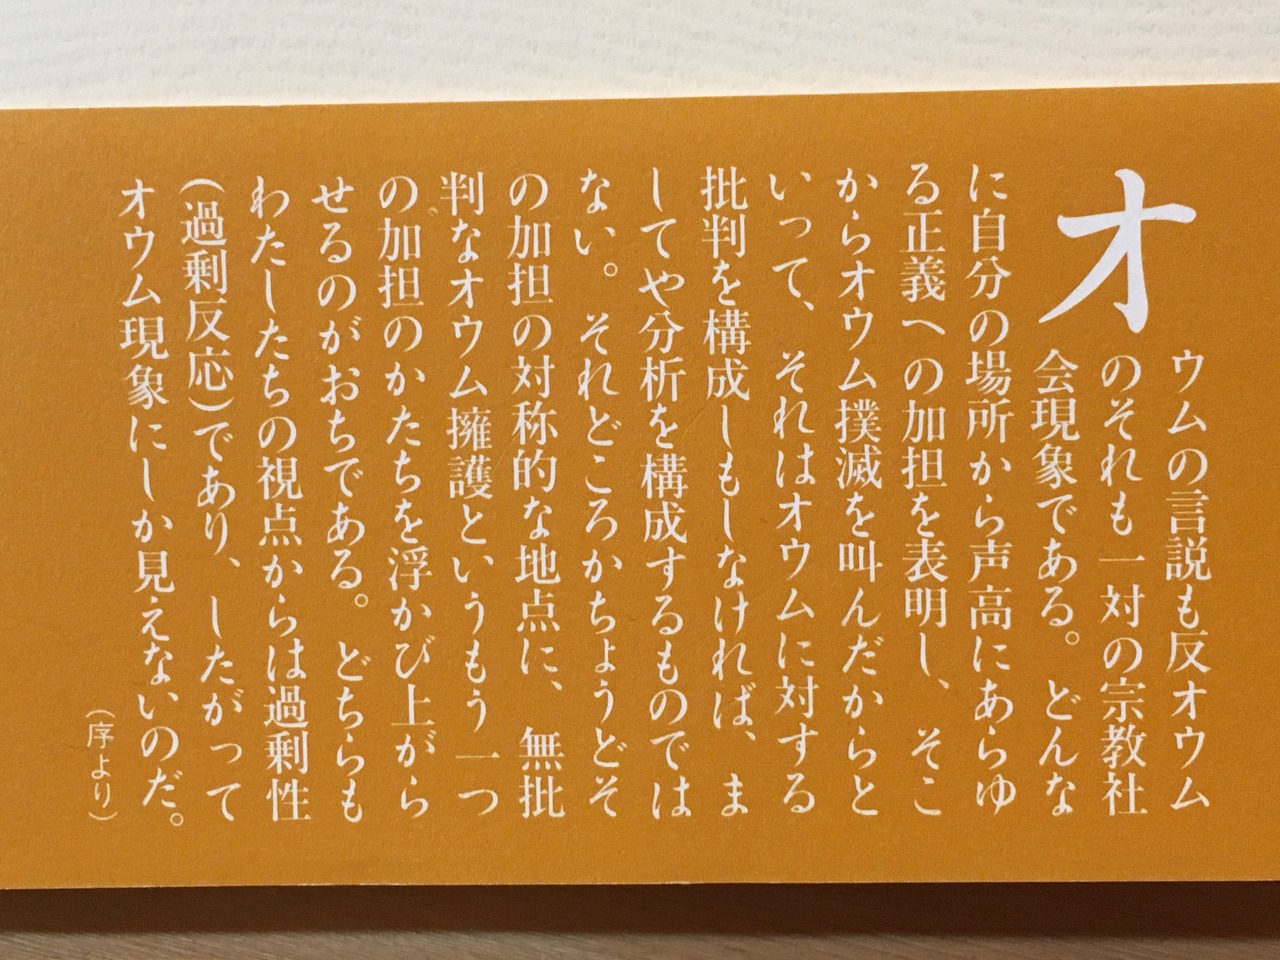 オウムの言説も反オウム
のそれも一対の宗教社
会現象である。どんな
に自分の場所から声高にあらゆ
る正義への加担を表明し、そこ
からオウム撲滅を叫んだからと
いって、それはオウムに対する
批判を構成しもしなければ、ま
してや分析を構成するものでは
ない。それどころかちょうどそ
の加担の対称的な地点に、無批
判なオウム擁護というもう一つ
の加担のかたちを浮かび上がら
せるのがおちである。どちらも
わたしたちの視点からは過剰性
(過剰反応)であり、したがって
オウム現象にしか見えないのだ。
(序より)